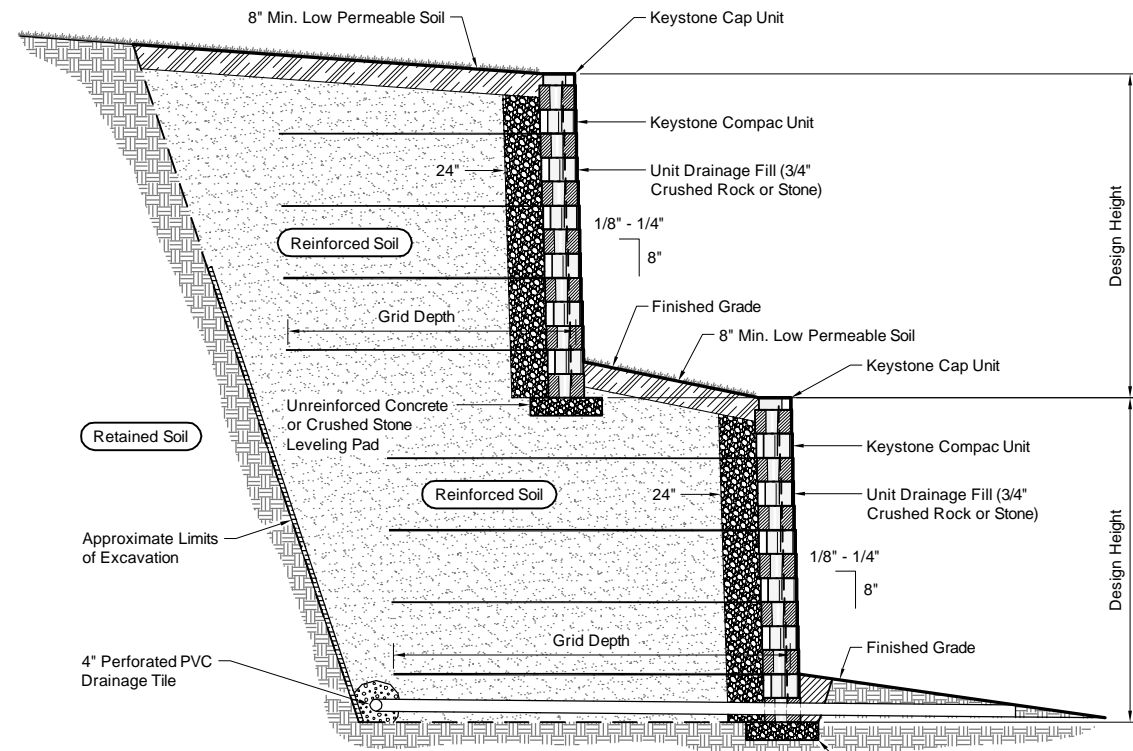 8" Min. Low Permeable Soil
Keystone Cap Unit
Keystone Compac Unit
24"
Unit Drainage Fill (3/4"
Crushed Rock or Stone)
1/8" - 1/4"
8"
Reinforced Soil
Design Height
Grid Depth
Finished Grade
8" Min. Low Permeable Soil
Keystone Cap Unit
Unreinforced Concrete
or Crushed Stone
Leveling Pad
Retained Soil
Keystone Compac Unit
Reinforced Soil
24"
Unit Drainage Fill (3/4"
Crushed Rock or Stone)
Approximate Limits
of Excavation
1/8" - 1/4"
8"
Design Height
Grid Depth
Finished Grade
4" Perforated PVC
Drainage Tile